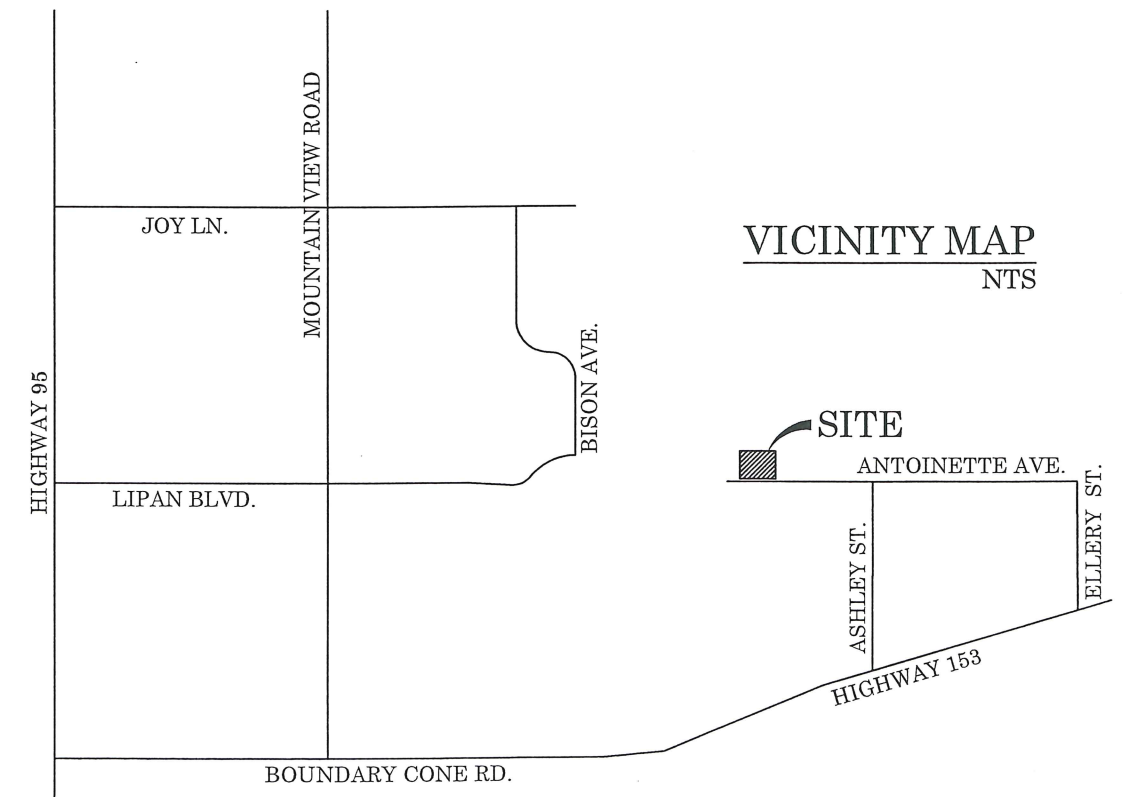 MOUNTAIN VIEW ROAD
JOY LN.
VICINITY MAP
NTS
BISON AVE.
HIGHWAY 95
SITE
ANTOINETTE AVE.
ELLERY ST.
LIPAN BLVD.
ASHLEY ST.
HIGHWAY 153
BOUNDARY CONE RD.